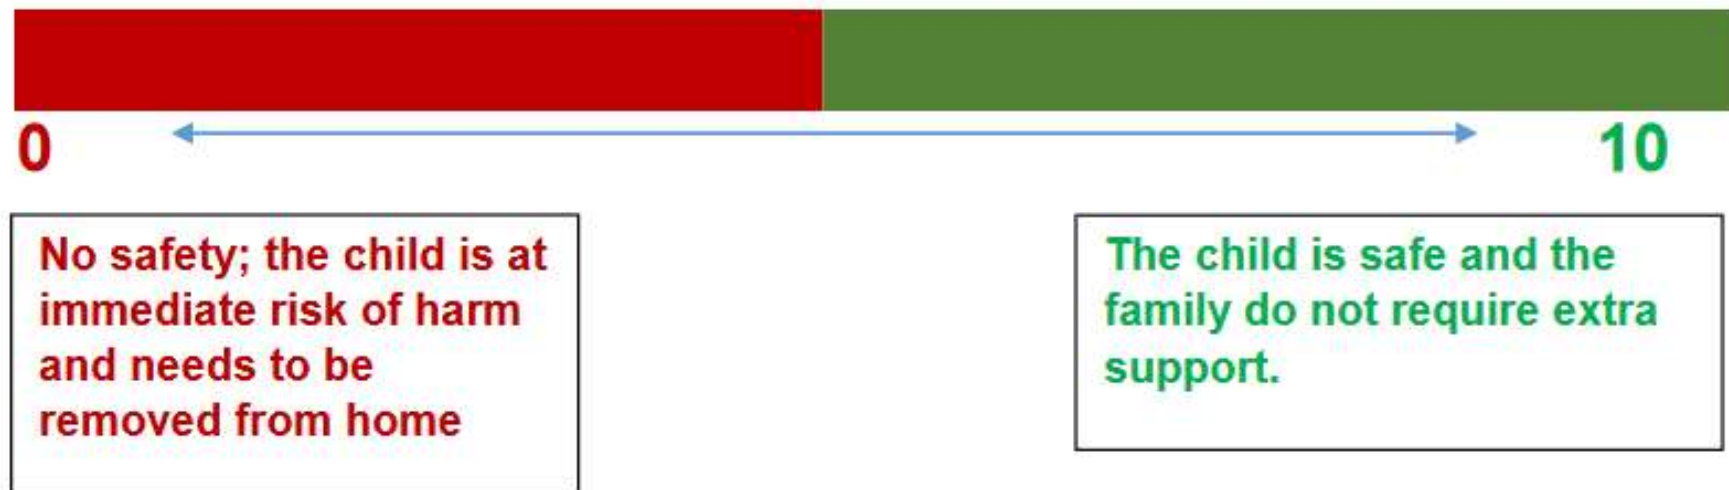 0
10
No safety; the child is at
immediate risk of harm
and needs to be
removed from home
The child is safe and the
family do not require extra
support.